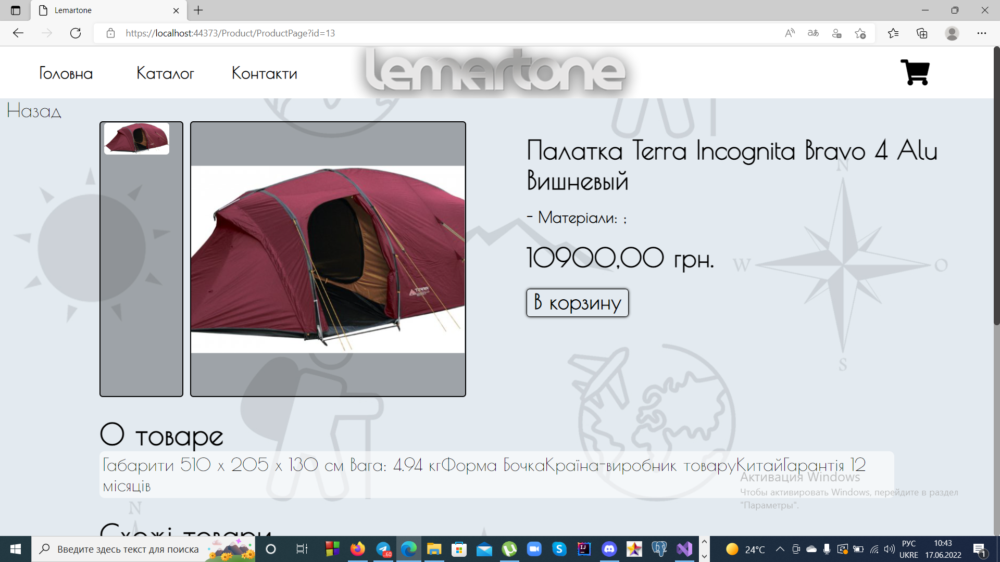 Lemartone
https://localhost:44373/Product/ProductPage?id=13
Головна Каталог Контакти lemartone
Назад
Палатка Terra Incognita Bravo 4 Alu
Вишневый
- Матеріали: ;
10900,00 грн.
В корзину
TERRA
N
W O
S
О товаре
Габарити 510 x 205 x 130 см Вага: 4.94 кгФорма БочкаКраїна-виробник товаруКитайГарантія 12
місяців
N
Схожі товари
Активация Windows
Чтобы активировать Windows, перейдите в раздел
"Параметры".
Введите здесь текст для поиска
60
24°C
РУС
UKRE
10:43
17.06.2022
1